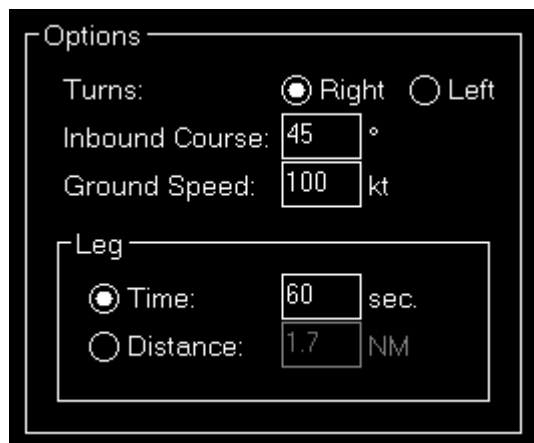 Options
Turns: Right Left
Inbound Course: 45 °
Ground Speed: 100 kt
Leg
Time: 60 sec.
Distance: 1.7 NM